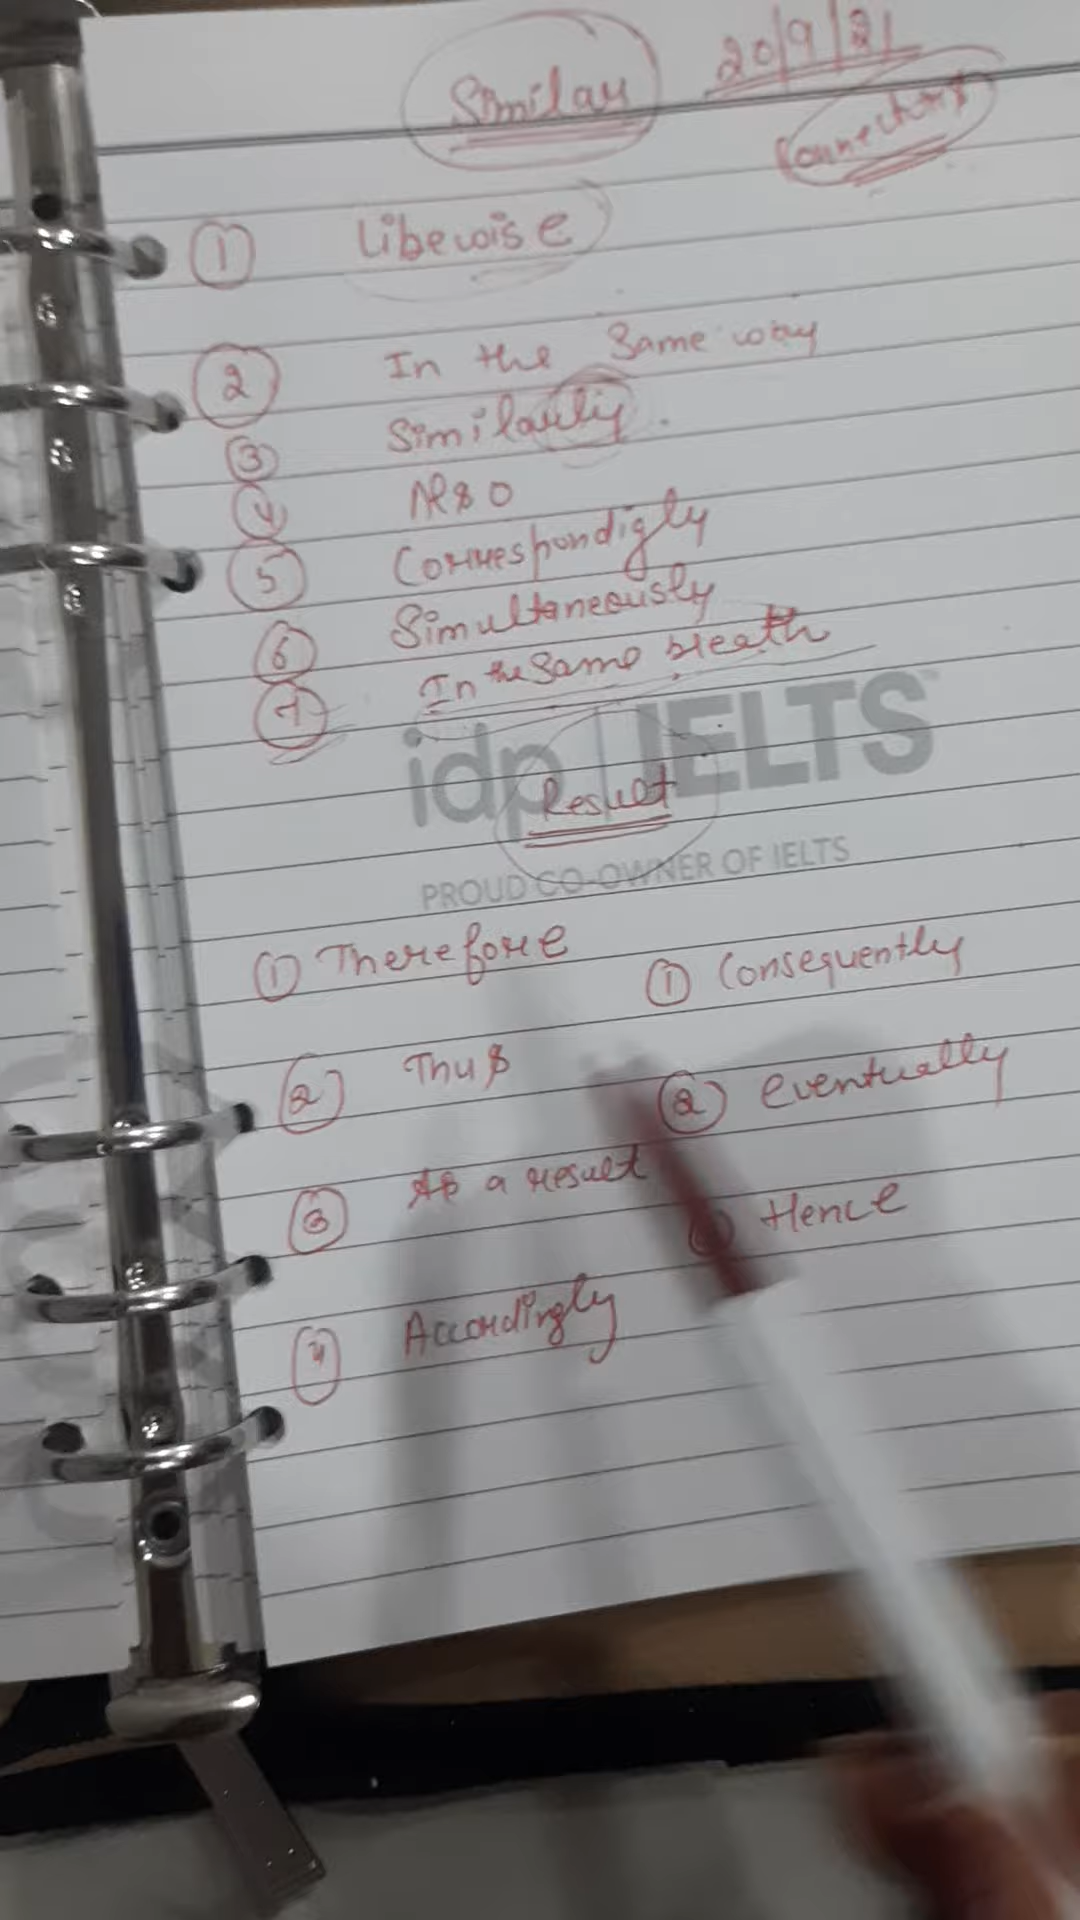 Similar 20/9/21
Connectors
① Libewise
② In the Same way
③ Similarly.
④ Also
⑤ Correspondigly
⑥ Simultaneously
⑦ In the Same breath
idp IELTS
Result
PROUD CO-OWNER OF IELTS
① Therefore ① Consequently
② Thus ② eventually
③ As a result Hence
④ Accordingly